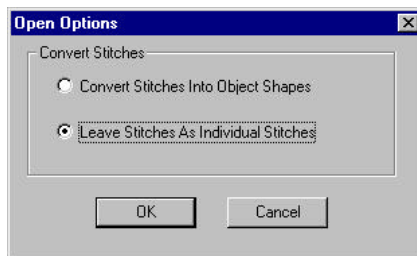 Open Options
Convert Stitches
Convert Stitches Into Object Shapes
Leave Stitches As Individual Stitches
OK Cancel